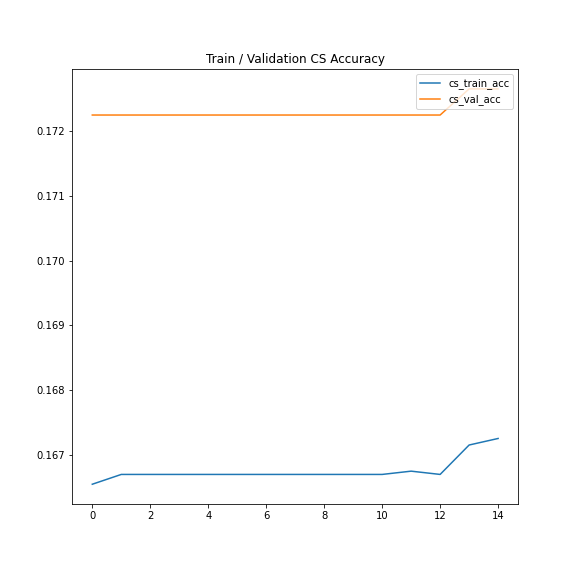 Train / Validation CS Accuracy
cs_train_acc
cs_val_acc
0.172
0.171
0.170
0.169
0.168
0.167
0 2 4 6 8 10 12 14